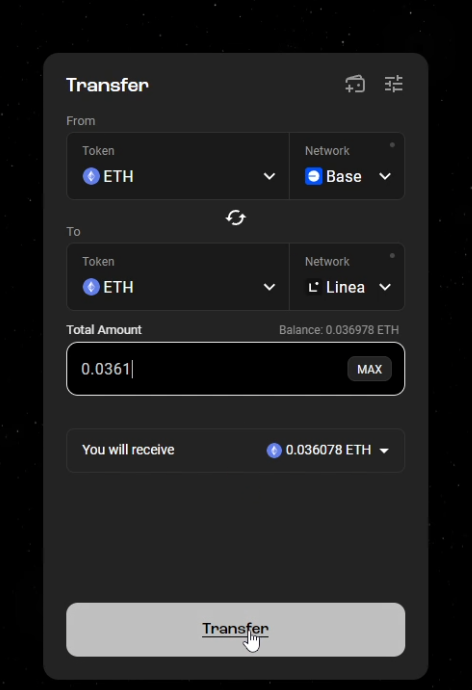 Transfer
From
Token
Network
ETH
Base
To
Token
Network
ETH
Linea
Total Amount
Balance: 0.036978 ETH
0.0361
MAX
You will receive
0.036078 ETH
Transfer